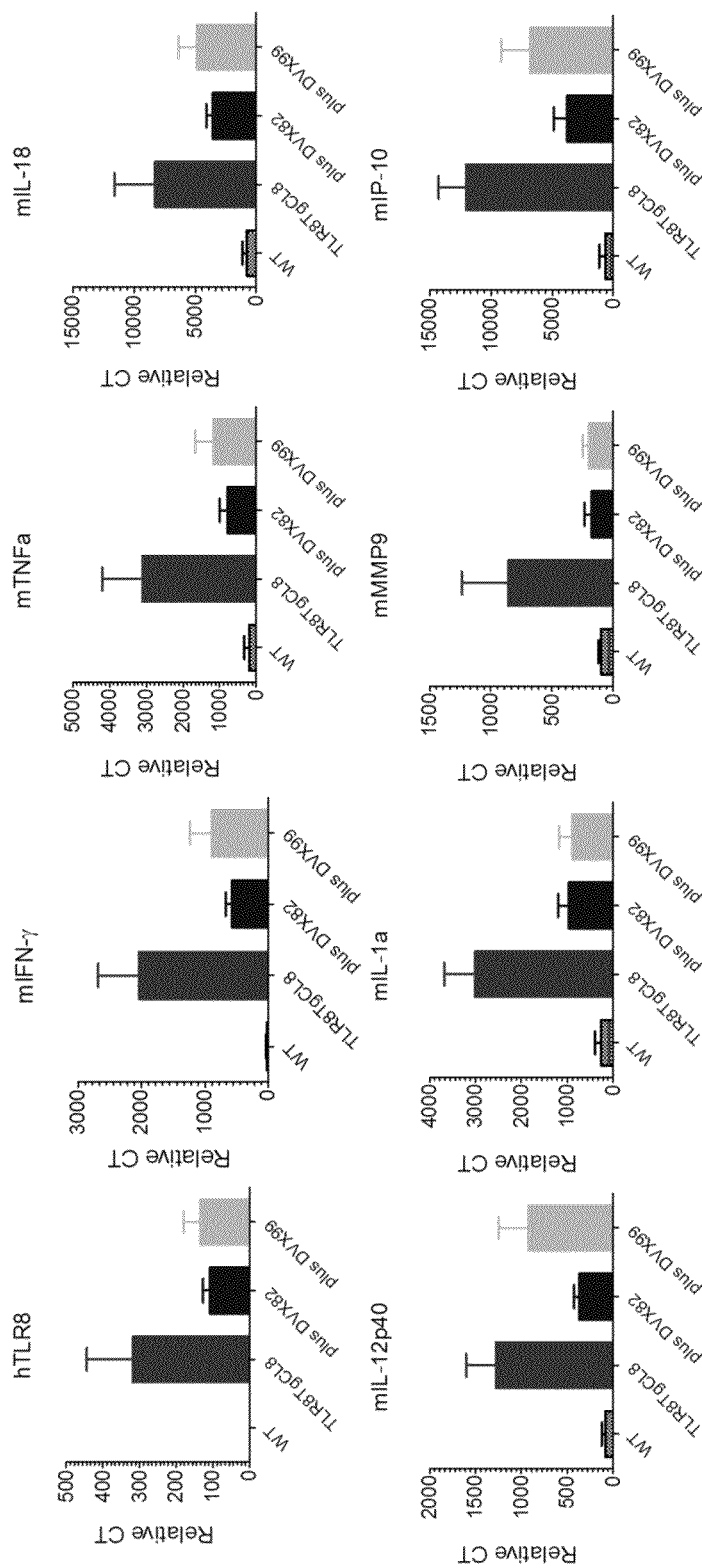 hTLR8
Relative CT
500
400
300
200
100
0
WT
TLR8TgCL8
plus DVX82
plus DVX99
mIFN-γ
Relative CT
3000
2000
1000
0
WT
TLR8TgCL8
plus DVX82
plus DVX99
mTNFa
Relative CT
5000
4000
3000
2000
1000
0
WT
TLR8TgCL8
plus DVX82
plus DVX99
mIL-18
Relative CT
15000
10000
5000
0
WT
TLR8TgCL8
plus DVX82
plus DVX99
mIL-12p40
Relative CT
2000
1500
1000
500
0
WT
TLR8TgCL8
plus DVX82
plus DVX99
mIL-1a
Relative CT
4000
3000
2000
1000
0
WT
TLR8TgCL8
plus DVX82
plus DVX99
mMMP9
Relative CT
1500
1000
500
0
WT
TLR8TgCL8
plus DVX82
plus DVX99
mIP-10
Relative CT
15000
10000
5000
0
WT
TLR8TgCL8
plus DVX82
plus DVX99